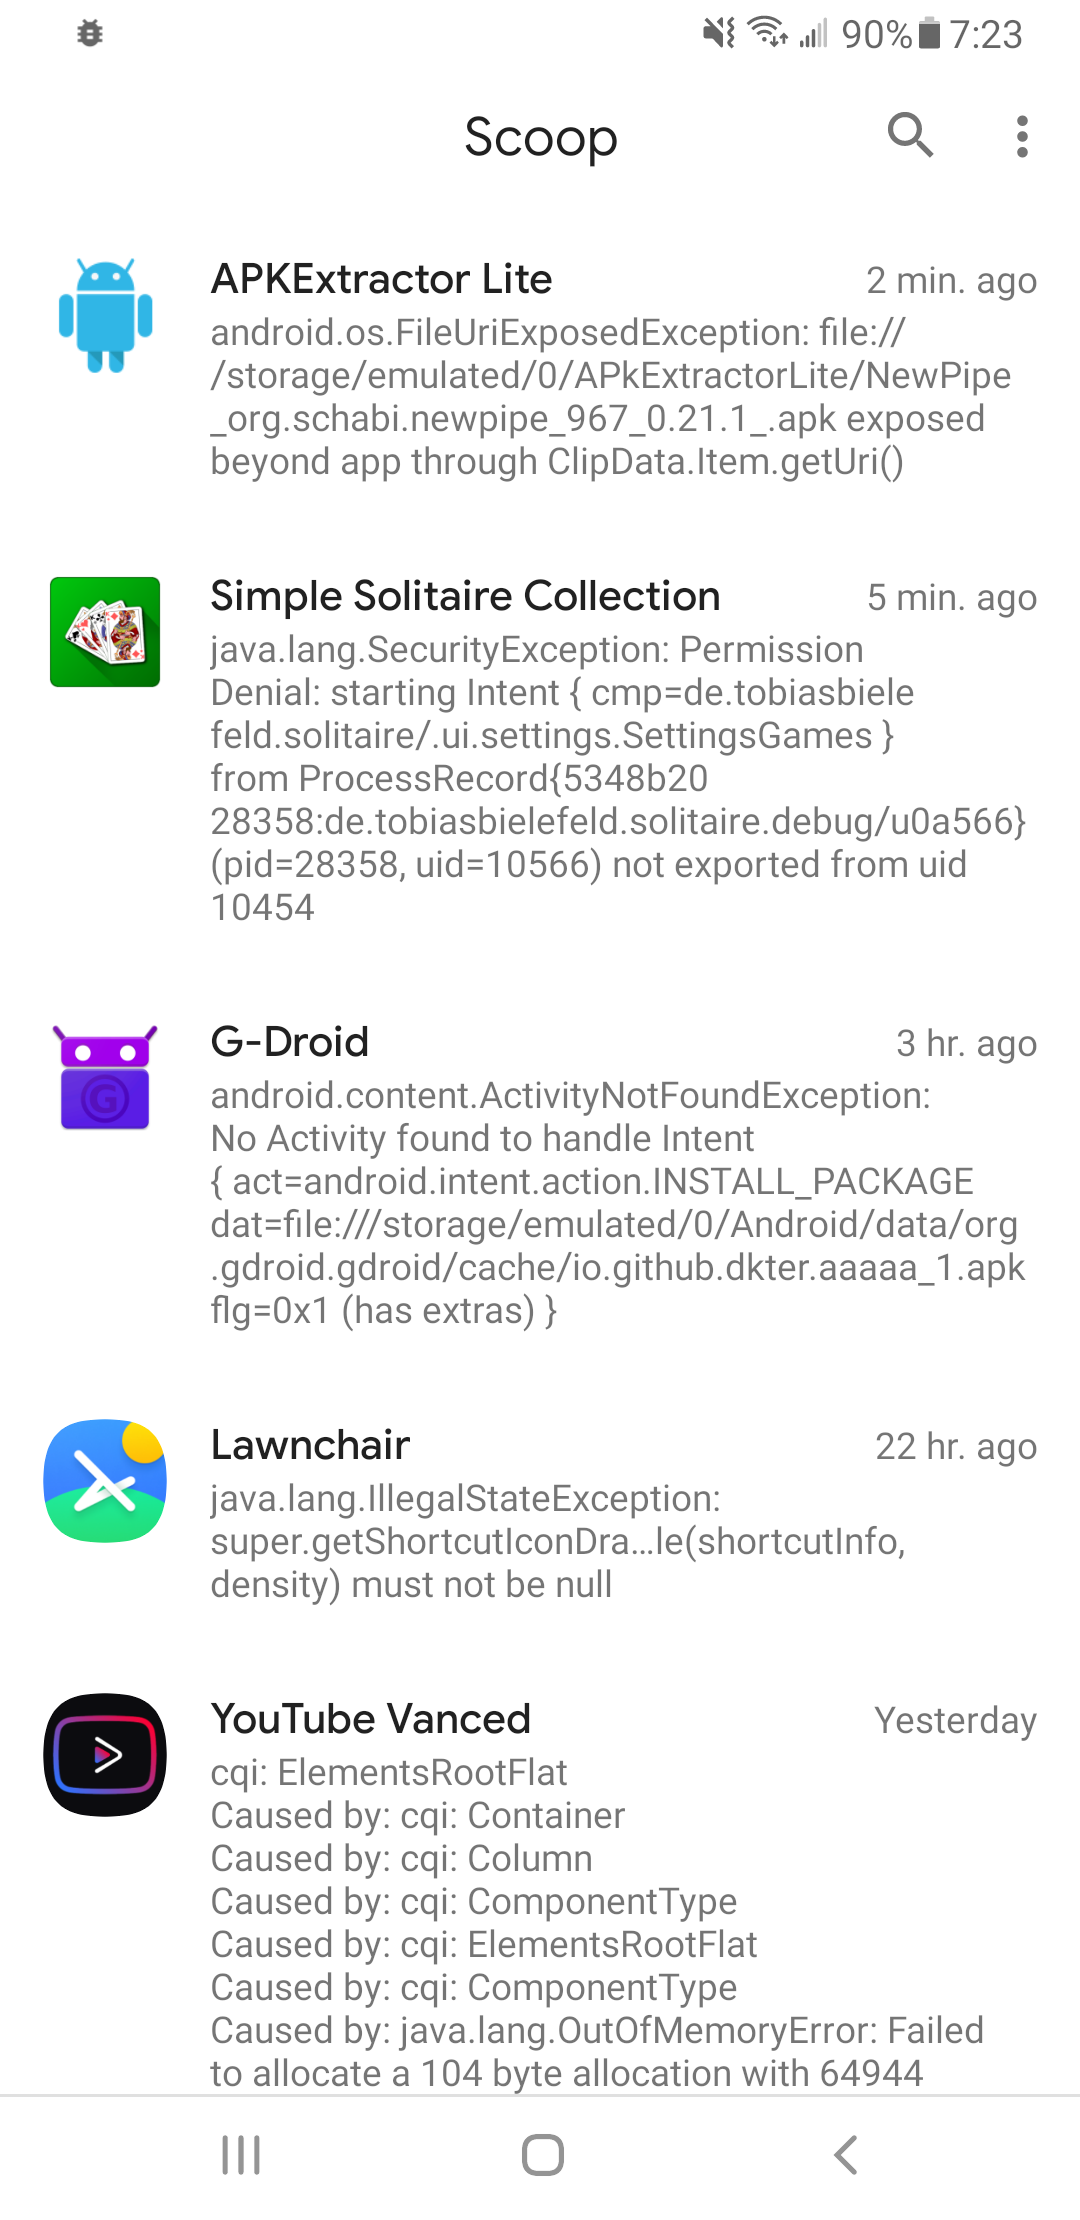 90% 7:23
Scoop
APKExtractor Lite 2 min. ago
android.os.FileUriExposedException: file://
/storage/emulated/0/APkExtractorLite/NewPipe
_org.schabi.newpipe_967_0.21.1_.apk exposed
beyond app through ClipData.Item.getUri()
Simple Solitaire Collection 5 min. ago
java.lang.SecurityException: Permission
Denial: starting Intent { cmp=de.tobiasbiele
feld.solitaire/.ui.settings.SettingsGames }
from ProcessRecord{5348b20
28358:de.tobiasbielefeld.solitaire.debug/u0a566}
(pid=28358, uid=10566) not exported from uid
10454
G-Droid 3 hr. ago
G
android.content.ActivityNotFoundException:
No Activity found to handle Intent
{ act=android.intent.action.INSTALL_PACKAGE
dat=file:///storage/emulated/0/Android/data/org
.gdroid.gdroid/cache/io.github.dkter.aaaaa_1.apk
flg=0x1 (has extras) }
Lawnchair 22 hr. ago
java.lang.IllegalStateException:
super.getShortcutIconDra...le(shortcutInfo,
density) must not be null
YouTube Vanced Yesterday
cqi: ElementsRootFlat
Caused by: cqi: Container
Caused by: cqi: Column
Caused by: cqi: ComponentType
Caused by: cqi: ElementsRootFlat
Caused by: cqi: ComponentType
Caused by: java.lang.OutOfMemoryError: Failed
to allocate a 104 byte allocation with 64944